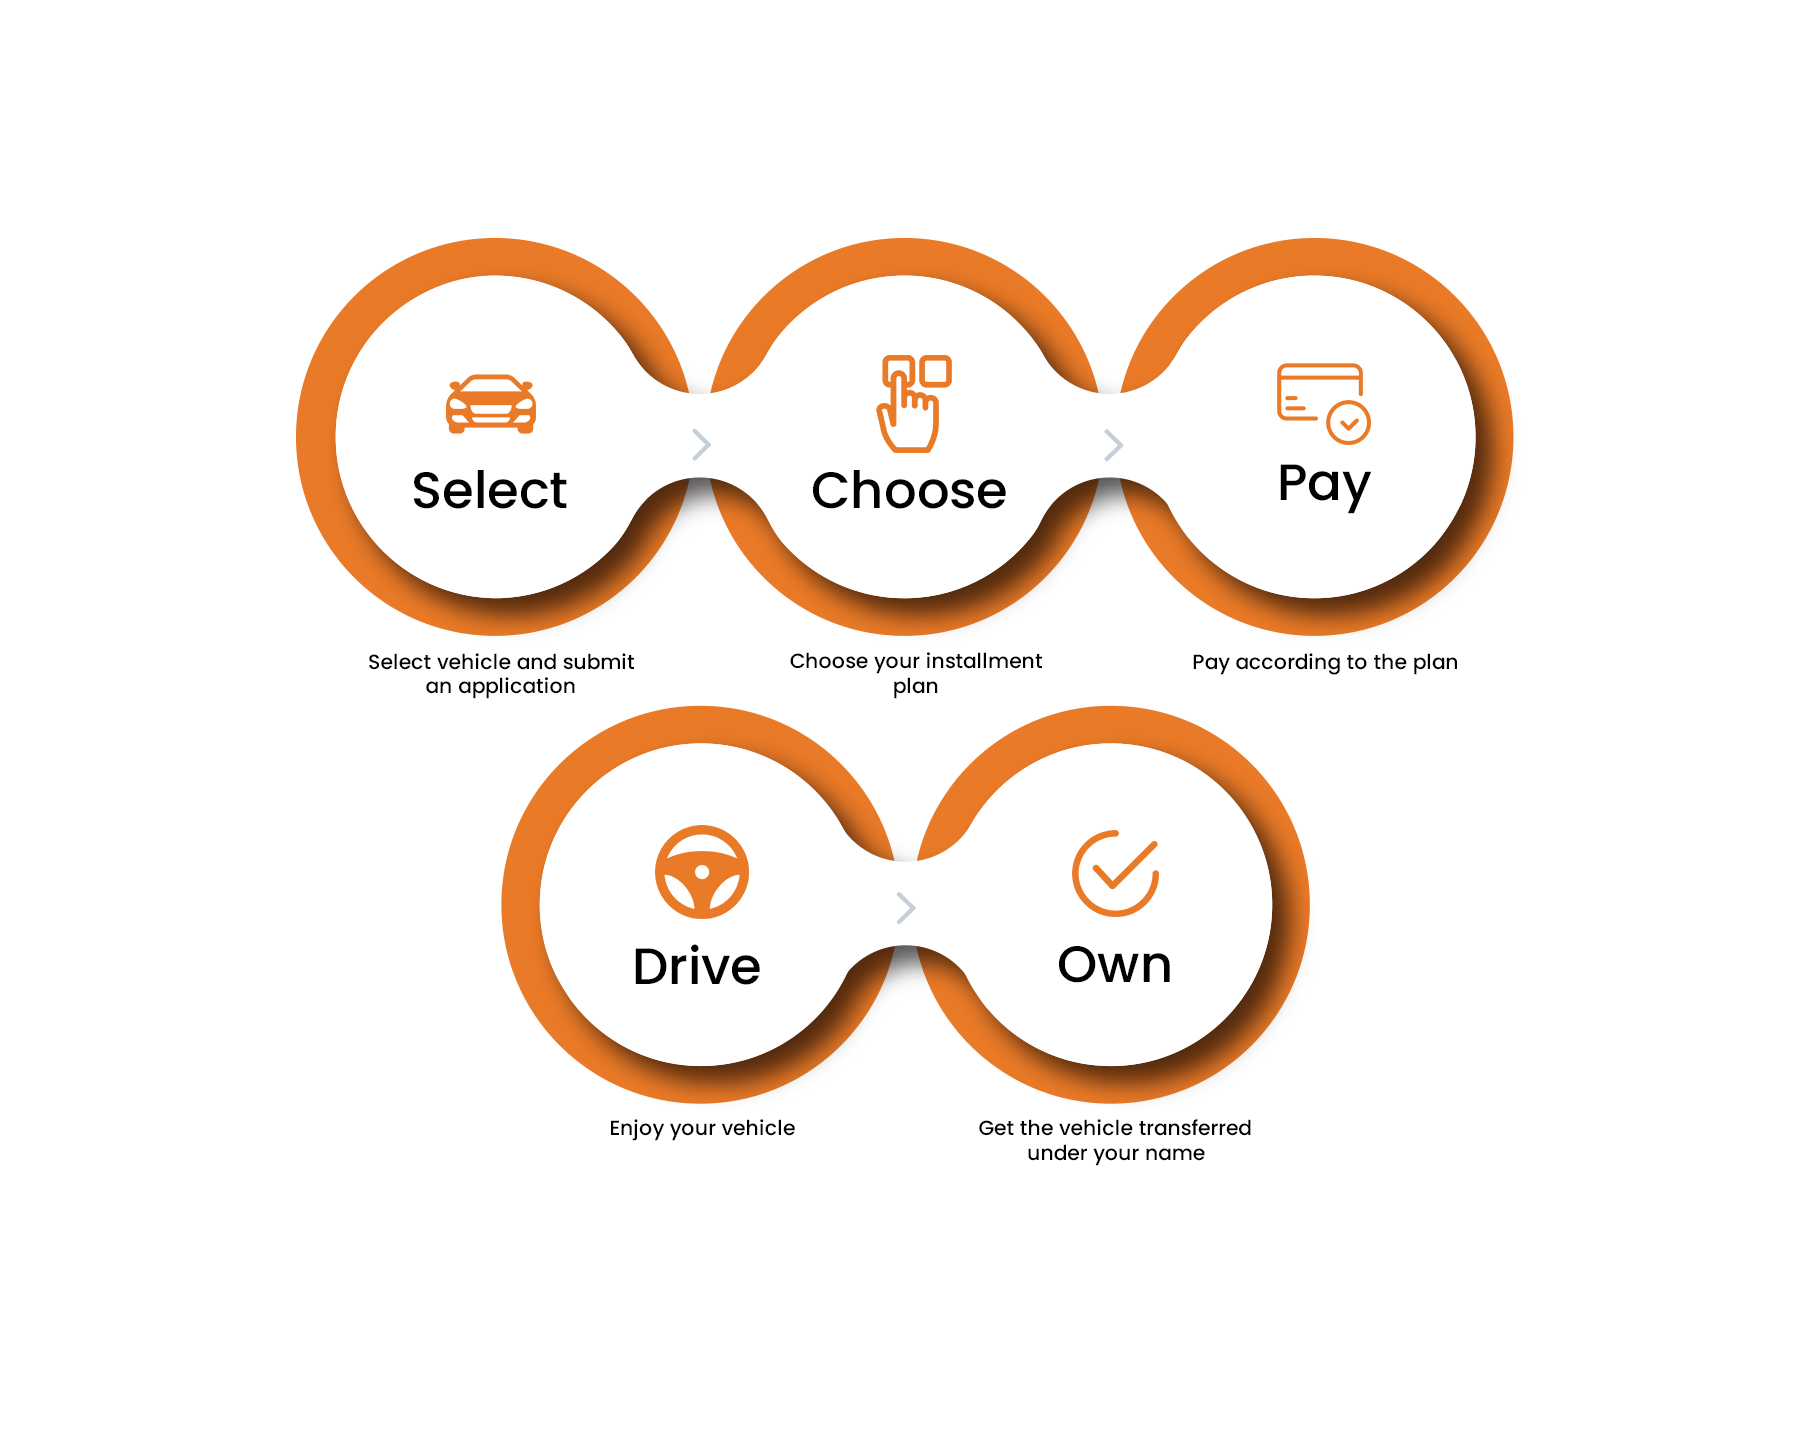 Select
Choose
Pay
Select vehicle and submit
an application
Choose your installment
plan
Pay according to the plan
Drive
Own
Enjoy your vehicle
Get the vehicle transferred
under your name